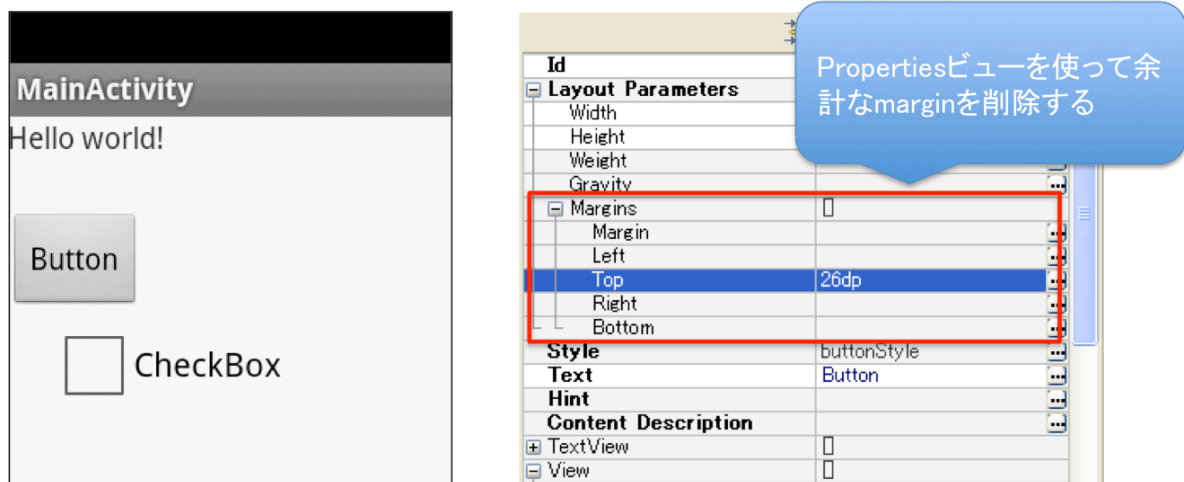 MainActivity
Hello world!
Button
CheckBox
Propertiesビューを使って余
計なmarginを削除する
Id
Layout Parameters
Width
Height
Weight
Gravity
Margins []
Margin
Left
Top 26dp
Right
Bottom
Style buttonStyle
Text Button
Hint
Content Description
TextView []
View []